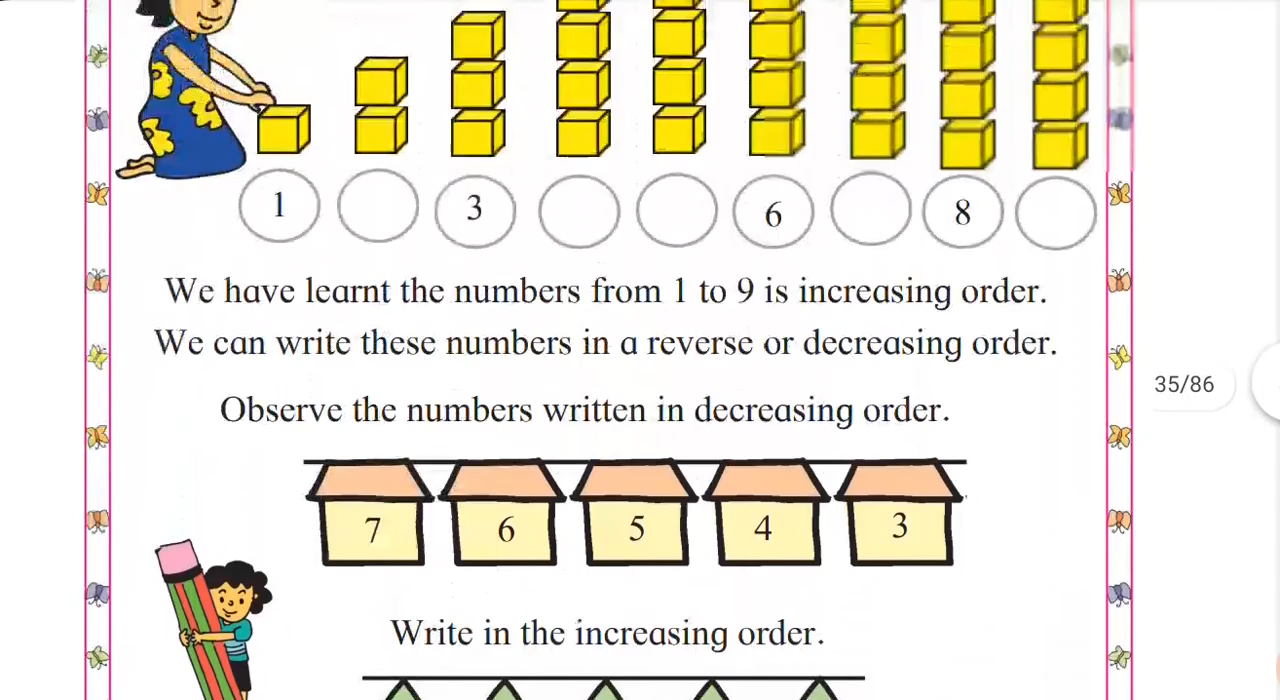 1 3 6 8
We have learnt the numbers from 1 to 9 is increasing order.
We can write these numbers in a reverse or decreasing order.
35/86
Observe the numbers written in decreasing order.
7 6 5 4 3
Write in the increasing order.